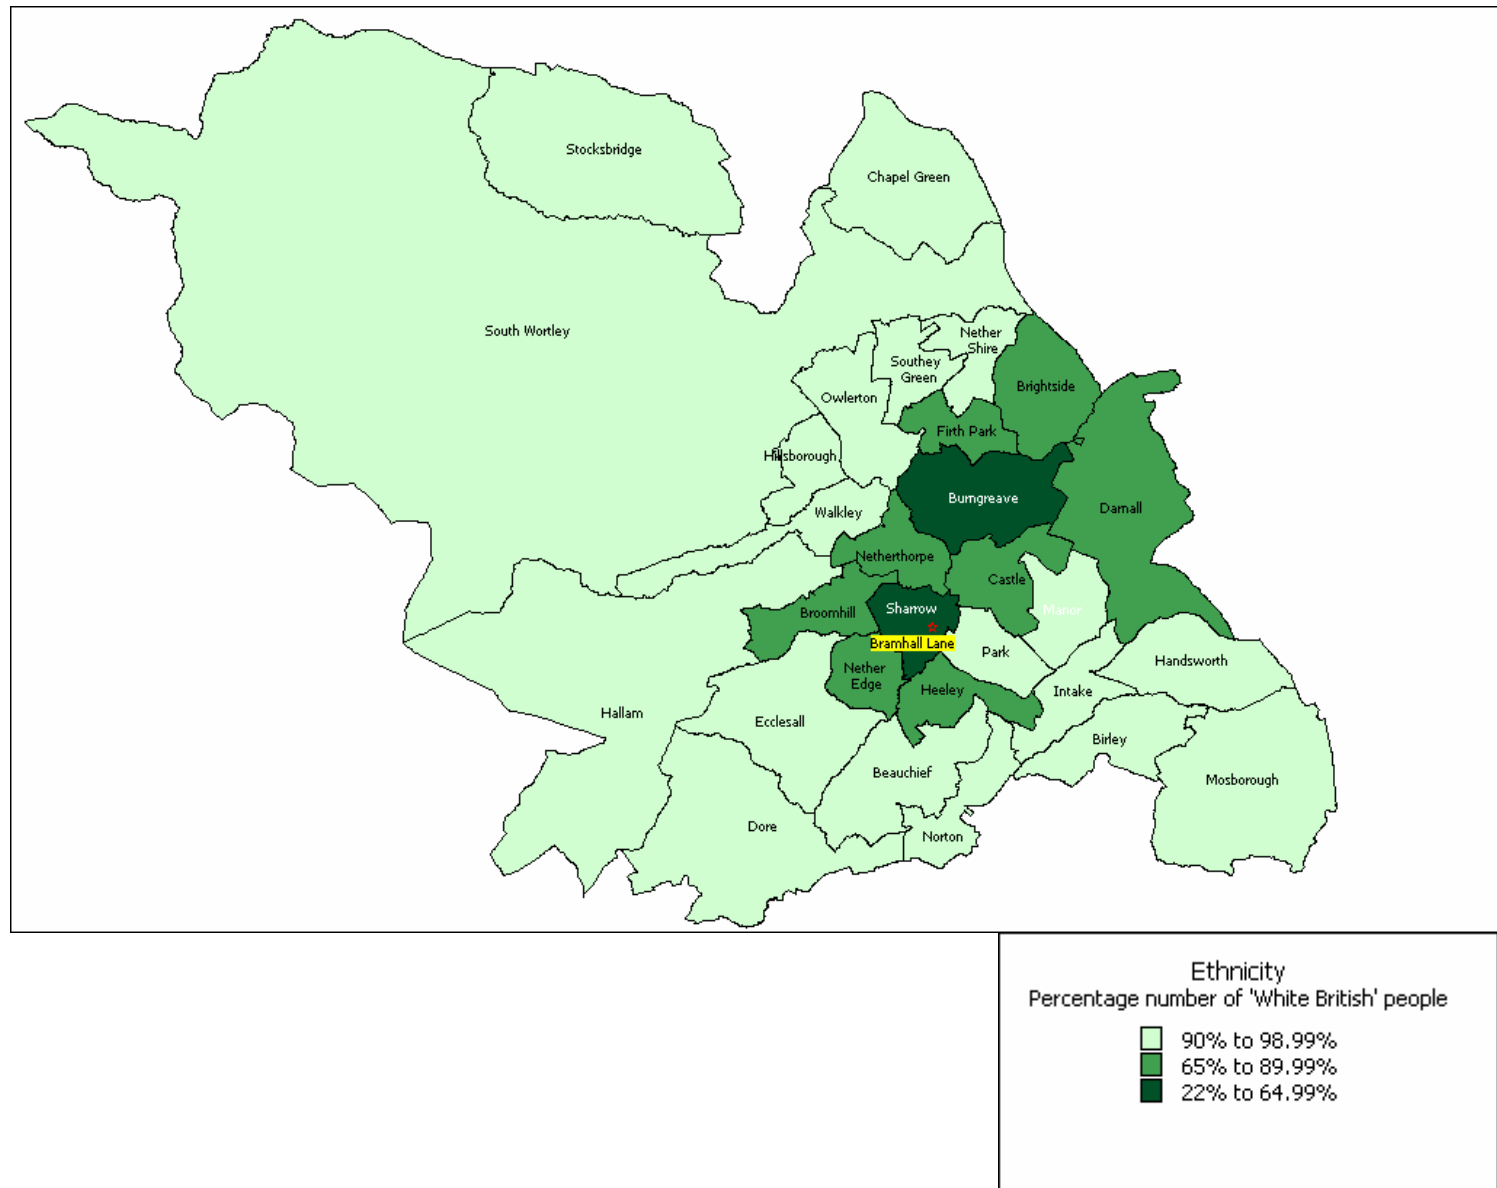 Stocksbridge
Chapel Green
South Wortley
Nether
Shire
Southey
Green
Brightside
Owlerton
Firth Park
Hillsborough
Burngreave
Darnall
Walkley
Netherthorpe
Castle
Manor
Broomhill
Sharrow
Bramhall Lane
Park
Handsworth
Nether
Edge
Heeley
Intake
Hallam
Ecclesall
Birley
Beauchief
Mosborough
Dore
Norton
Ethnicity
Percentage number of 'White British' people
90% to 98.99%
65% to 89.99%
22% to 64.99%